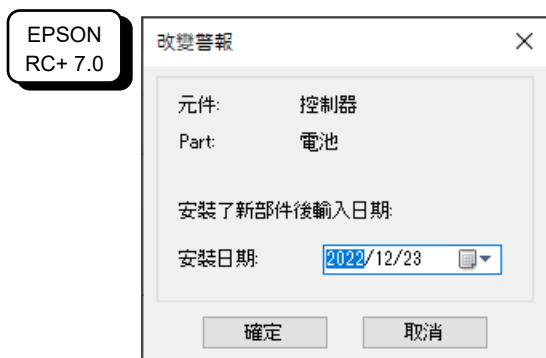 EPSON
RC+ 7.0
改變警報
元件: 控制器
Part: 電池
安裝了新部件後輸入日期:
安裝日期: 2022/12/23
確定 取消